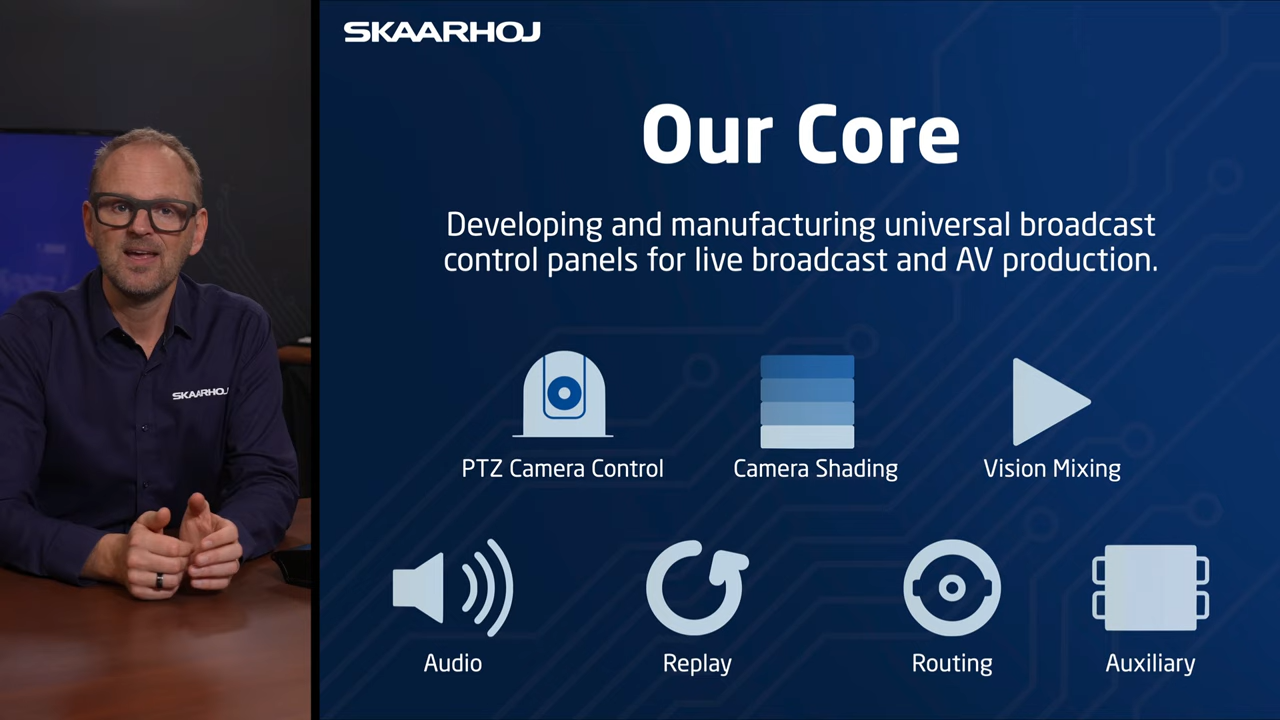 SKAARHOJ
Our Core
Developing and manufacturing universal broadcast
control panels for live broadcast and AV production.
SKAARHOJ
PTZ Camera Control
Camera Shading
Vision Mixing
Audio
Replay
Routing
Auxiliary